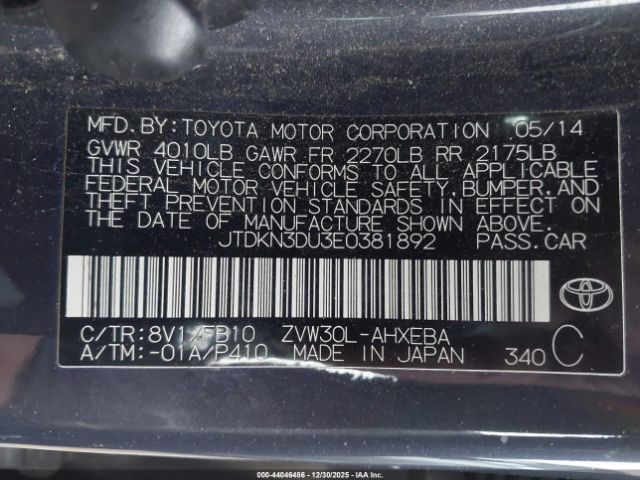 MFD.BY:TOYOTA MOTOR CORPORATION 05/14
GVWR 4010LB GAWR FR 2270LB RR 2175LB
THIS VEHICLE CONFORMS TO ALL APPLICABLE
FEDERAL MOTOR VEHICLE SAFETY,BUMPER,AND
THEFT PREVENTION STANDARDS IN EFFECT ON
THE DATE OF MANUFACTURE SHOWN ABOVE.
JTDKN3DU3E0381892 PASS.CAR
C/TR:8V1/FB10 ZVW30L-AHXEBA
A/TM:-01A/P410 MADE IN JAPAN 340 C
000-44046486 - 12/30/2025 - IAA Inc.